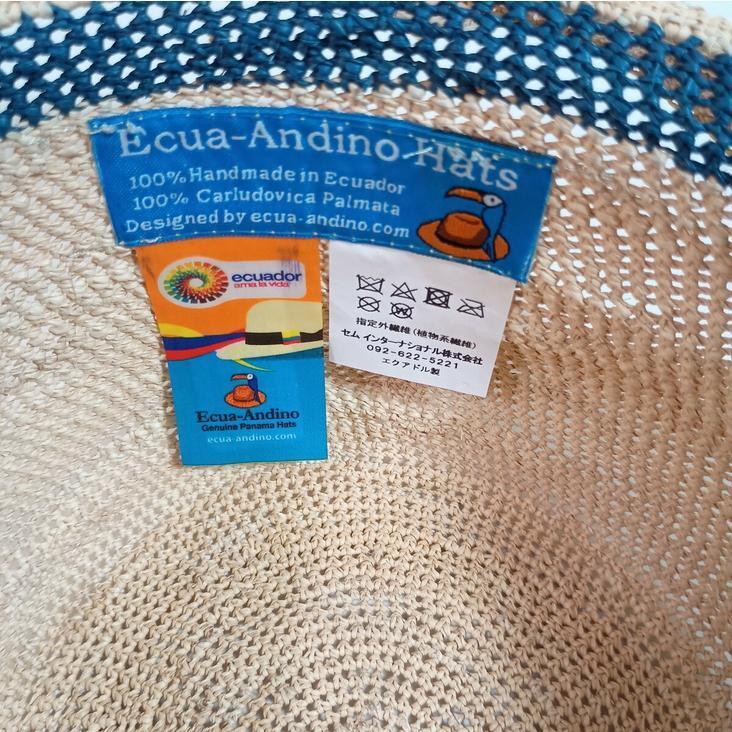 Ecua-Andino Hats
100% Handmade in Ecuador
100% Carludovica Palmata
Designed by ecua-andino.com
ecuador
ama la vida
Ecua-Andino
Genuine Panama Hats
ecua-andino.com
指定外繊維(植物系繊維)
セム インターナショナル株式会社
092-622-5221
エクアドル製